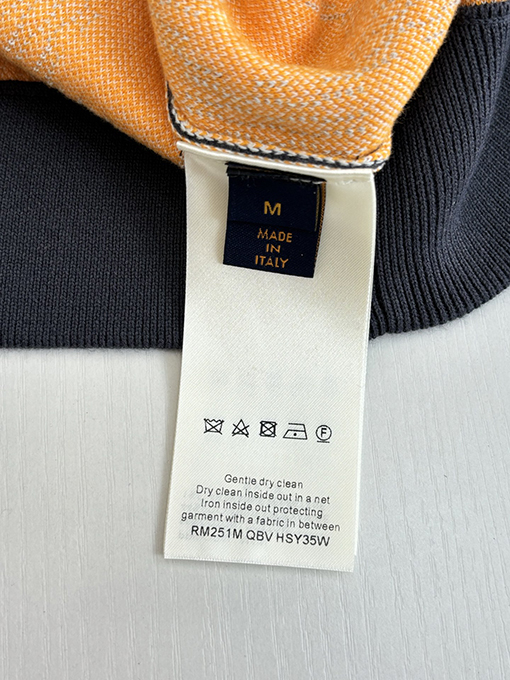 M
MADE
IN
ITALY
Gentle dry clean
Dry clean inside out in a net
Iron inside out protecting
garment with a fabric in between
RM251M QBV HSY35W